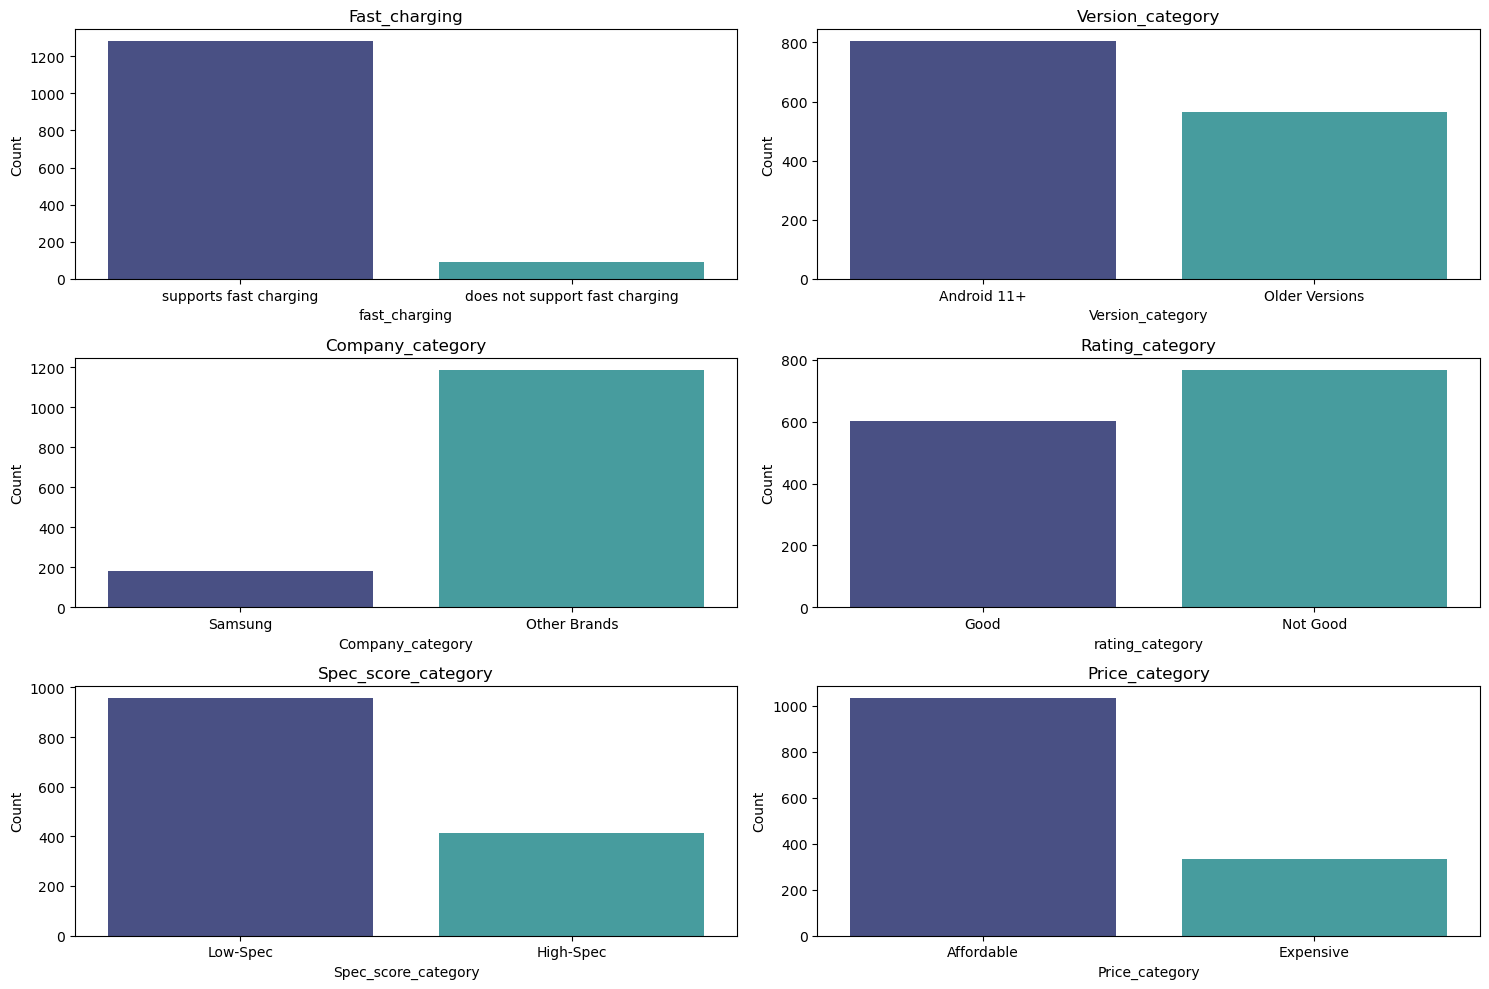 Fast_charging
Count
1200
1000
800
600
400
200
0
supports fast charging
does not support fast charging
fast_charging
Version_category
Count
800
600
400
200
0
Android 11+
Older Versions
Version_category
Company_category
Count
1200
1000
800
600
400
200
0
Samsung
Other Brands
Company_category
Rating_category
Count
800
600
400
200
0
Good
Not Good
rating_category
Spec_score_category
Count
1000
800
600
400
200
0
Low-Spec
High-Spec
Spec_score_category
Price_category
Count
1000
800
600
400
200
0
Affordable
Expensive
Price_category